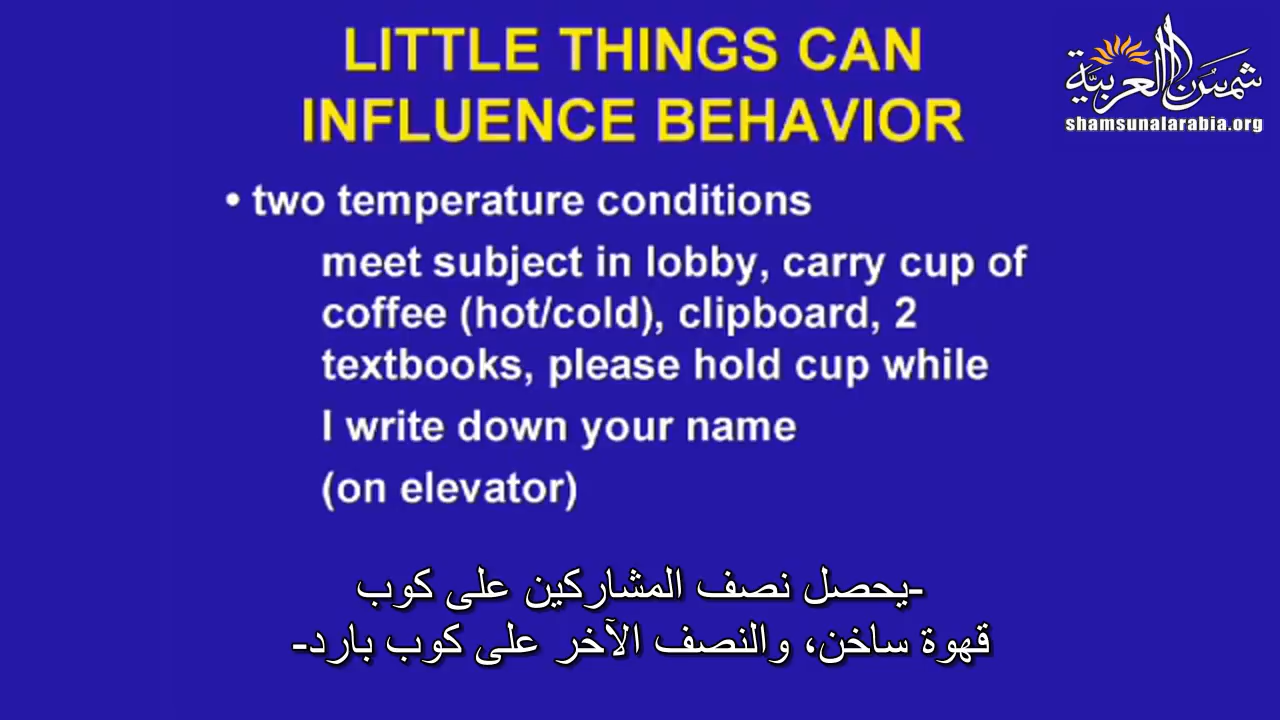 LITTLE THINGS CAN
INFLUENCE BEHAVIOR
شمسُن العربيّة
shamsunalarabia.org
• two temperature conditions
meet subject in lobby, carry cup of
coffee (hot/cold), clipboard, 2
textbooks, please hold cup while
I write down your name
(on elevator)
-يحصل نصف المشاركين على كوب
قهوة ساخن، والنصف الآخر على كوب بارد-